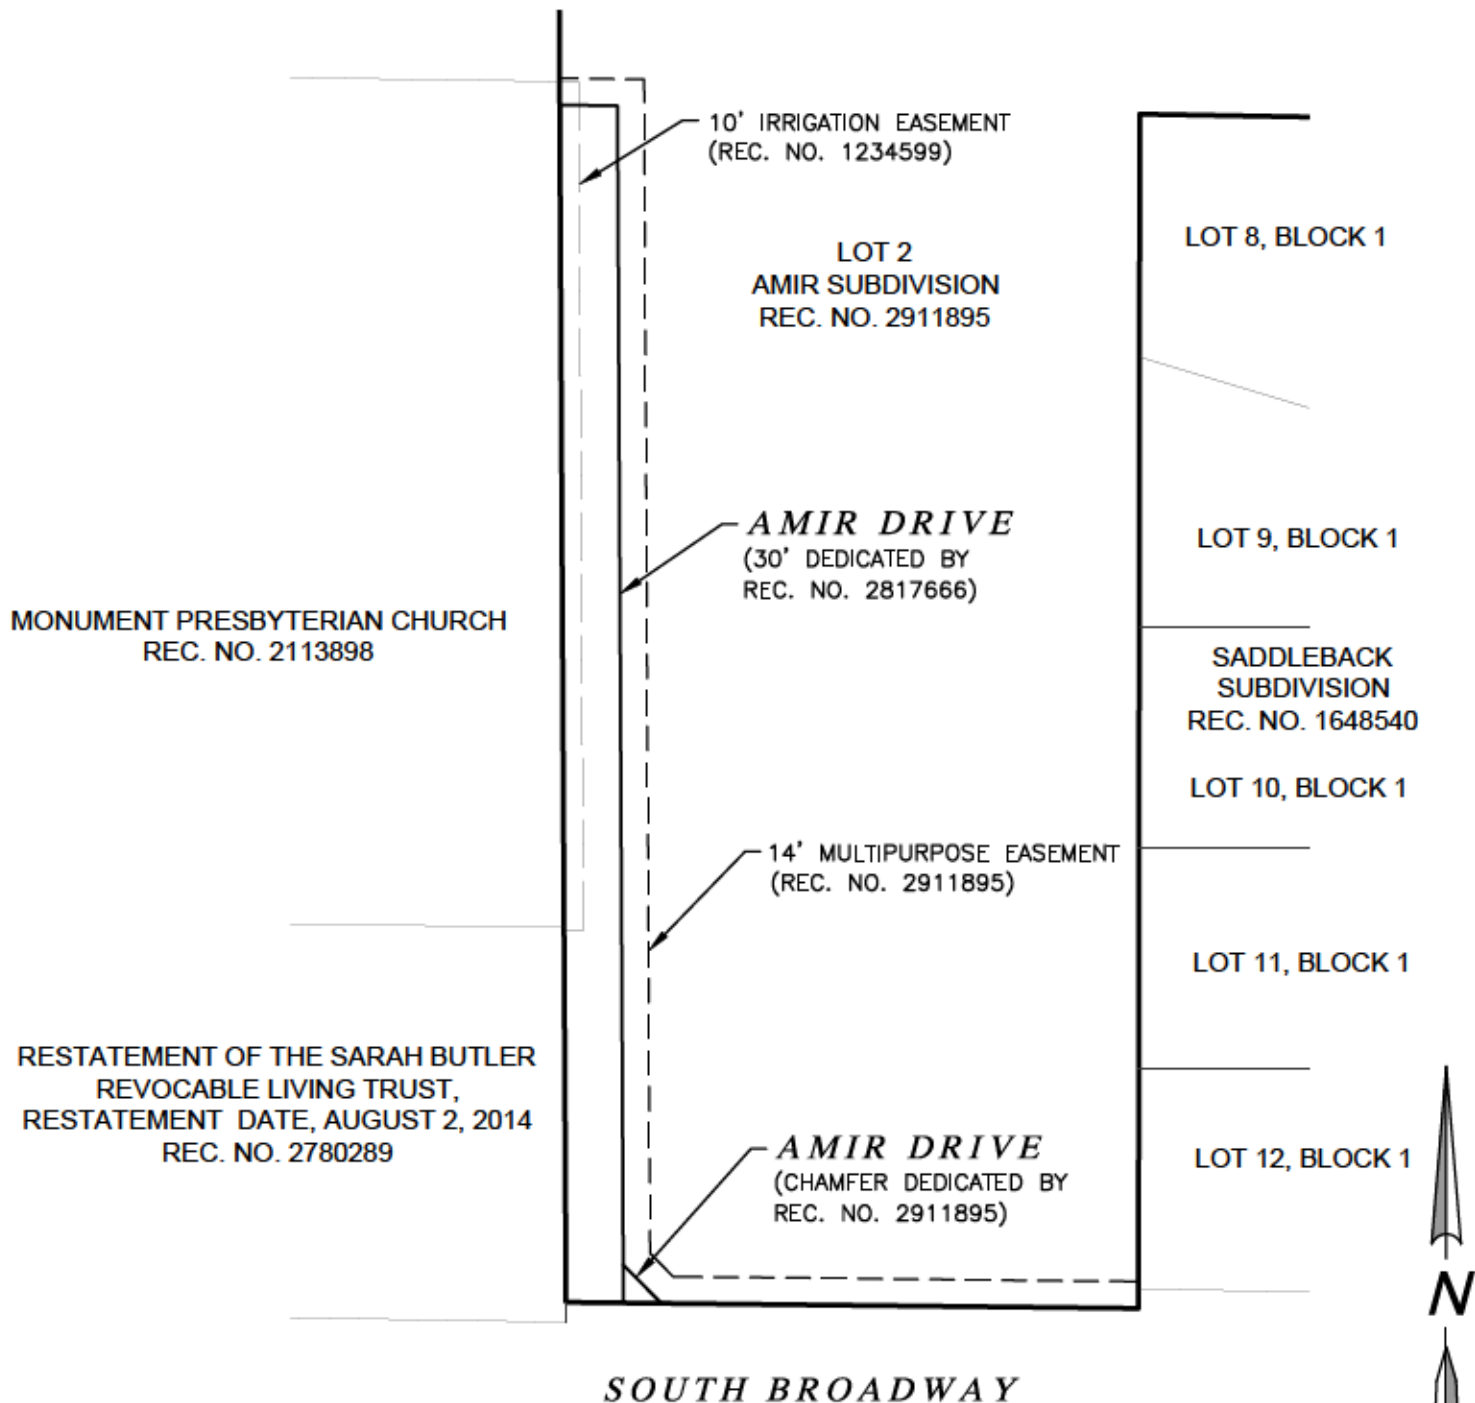 10' IRRIGATION EASEMENT
(REC. NO. 1234599)
LOT 2
AMIR SUBDIVISION
REC. NO. 2911895
LOT 8, BLOCK 1
AMIR DRIVE
(30' DEDICATED BY
REC. NO. 2817666)
LOT 9, BLOCK 1
MONUMENT PRESBYTERIAN CHURCH
REC. NO. 2113898
SADDLEBACK
SUBDIVISION
REC. NO. 1648540
LOT 10, BLOCK 1
14' MULTIPURPOSE EASEMENT
(REC. NO. 2911895)
LOT 11, BLOCK 1
RESTATEMENT OF THE SARAH BUTLER
REVOCABLE LIVING TRUST,
RESTATEMENT DATE, AUGUST 2, 2014
REC. NO. 2780289
AMIR DRIVE
(CHAMFER DEDICATED BY
REC. NO. 2911895)
LOT 12, BLOCK 1
N
SOUTH BROADWAY